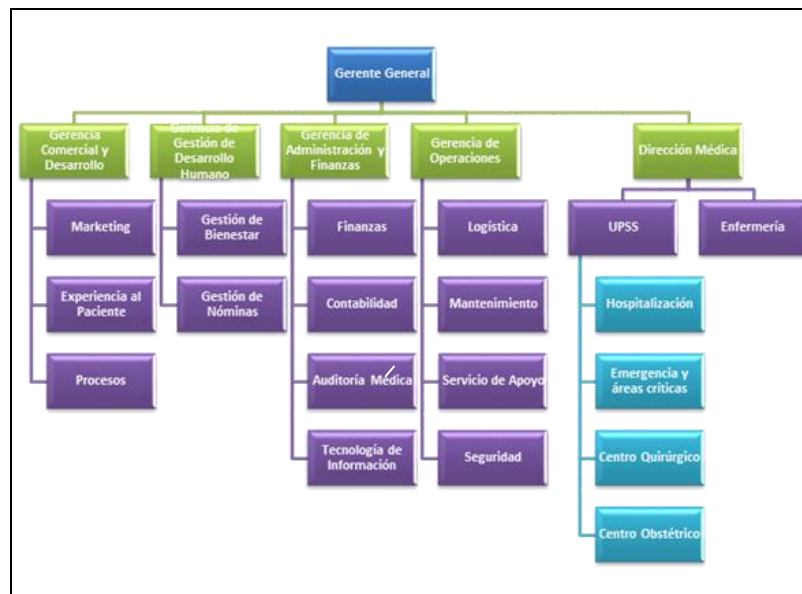 Gerente General
Gerencia
Comercial y
Desarrollo
Gerencia de
Gestión de
Desarrollo
Humano
Gerencia de
Administración y
Finanzas
Gerencia de
Operaciones
Dirección Médica
Marketing
Experiencia al
Paciente
Procesos
Gestión de
Bienestar
Gestión de
Nóminas
Finanzas
Contabilidad
Auditoría Médica
Tecnología de
Información
Logística
Mantenimiento
Servicio de Apoyo
Seguridad
UPSS
Enfermería
Hospitalización
Emergencia y
áreas críticas
Centro Quirúrgico
Centro Obstétrico